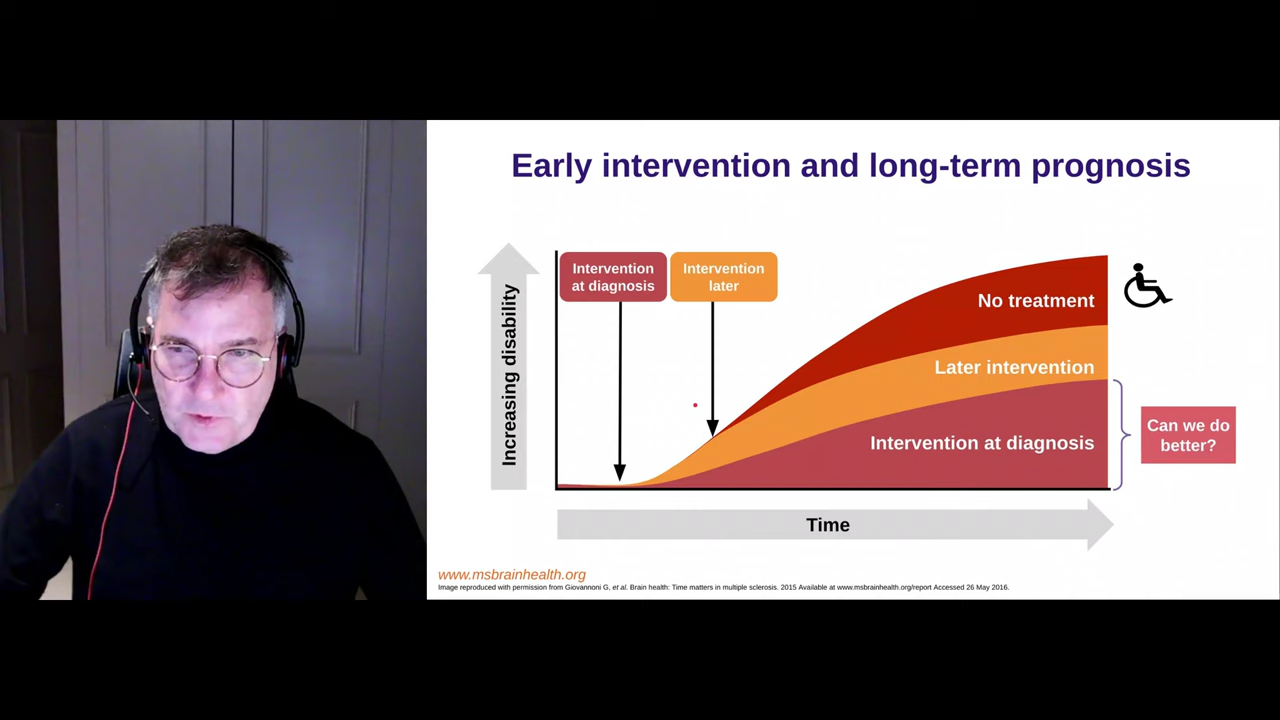 Early intervention and long-term prognosis
Increasing disability
Intervention
at diagnosis
Intervention
later
No treatment
Later intervention
Intervention at diagnosis
Can we do
better?
Time
www.msbrainhealth.org
Image reproduced with permission from Giovannoni G, et al. Brain health: Time matters in multiple sclerosis. 2015 Available at www.msbrainhealth.org/report Accessed 26 May 2016.